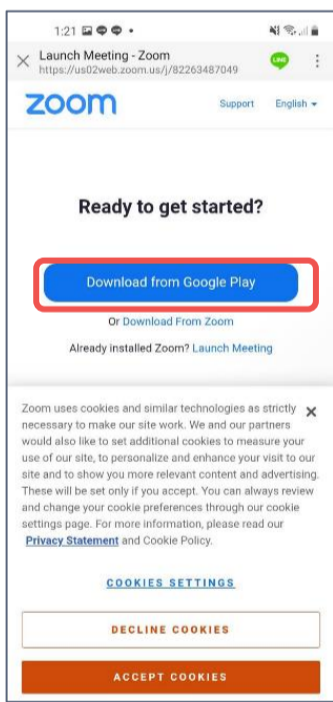 1:21
Launch Meeting - Zoom
https://us02web.zoom.us/j/82263487049
LINE
zoom
Support English
Ready to get started?
Download from Google Play
Or Download From Zoom
Already installed Zoom? Launch Meeting
Zoom uses cookies and similar technologies as strictly
necessary to make our site work. We and our partners
would also like to set additional cookies to measure your
use of our site, to personalize and enhance your visit to our
site and to show you more relevant content and advertising.
These will be set only if you accept. You can always review
and change your cookie preferences through our cookie
settings page. For more information, please read our
Privacy Statement and Cookie Policy.
COOKIES SETTINGS
DECLINE COOKIES
ACCEPT COOKIES